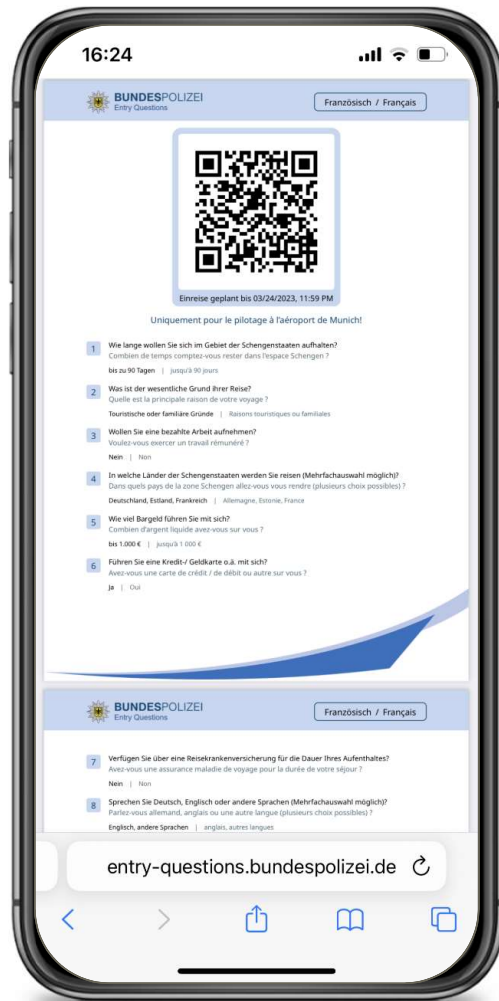 16:24
BUNDESPOLIZEI
Entry Questions
Französisch / Français
Einreise geplant bis 03/24/2023, 11:59 PM
Uniquement pour le pilotage à l'aéroport de Munich!
1 Wie lange wollen Sie sich im Gebiet der Schengenstaaten aufhalten?
Combien de temps comptez-vous rester dans l'espace Schengen ?
bis zu 90 Tagen | jusqu'à 90 jours
2 Was ist der wesentliche Grund Ihrer Reise?
Quelle est la principale raison de votre voyage ?
Touristische oder familiäre Gründe | Raisons touristiques ou familiales
3 Wollen Sie eine bezahlte Arbeit aufnehmen?
Voulez-vous exercer un travail rémunéré ?
Nein | Non
4 In welche Länder der Schengenstaaten werden Sie reisen (Mehrfachauswahl möglich)?
Dans quels pays de la zone Schengen allez-vous vous rendre (plusieurs choix possibles) ?
Deutschland, Estland, Frankreich | Allemagne, Estonie, France
5 Wie viel Bargeld führen Sie mit sich?
Combien d'argent liquide avez-vous sur vous ?
bis 1.000 € | jusqu'à 1 000 €
6 Führen Sie eine Kredit-/ Geldkarte o.ä. mit sich?
Avez-vous une carte de crédit / de débit ou autre sur vous ?
Ja | Oui
BUNDESPOLIZEI
Entry Questions
Französisch / Français
7 Verfügen Sie über eine Reisekrankenversicherung für die Dauer Ihres Aufenthaltes?
Avez-vous une assurance maladie de voyage pour la durée de votre séjour ?
Nein | Non
8 Sprechen Sie Deutsch, Englisch oder andere Sprachen (Mehrfachauswahl möglich)?
Parlez-vous allemand, anglais ou une autre langue (plusieurs choix possibles) ?
Englisch, andere Sprachen | anglais, autres langues
entry-questions.bundespolizei.de